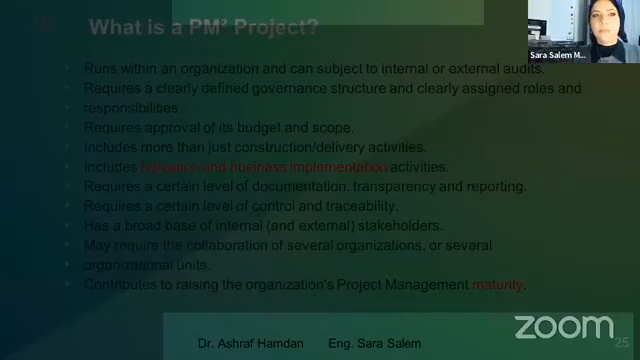 What is a PM² Project?
Sara Salem M...
Runs within an organization and can subject to internal or external audits.
Requires a clearly defined governance structure and clearly assigned roles and
responsibilities.
Requires approval of its budget and scope.
Includes more than just construction/delivery activities.
Includes transition and business implementation activities.
Requires a certain level of documentation, transparency and reporting.
Requires a certain level of control and traceability.
Has a broad base of internal (and external) stakeholders.
May require the collaboration of several organizations, or several
organizational units.
Contributes to raising the organization's Project Management maturity.
Dr. Ashraf Hamdan Eng. Sara Salem
zoom
25